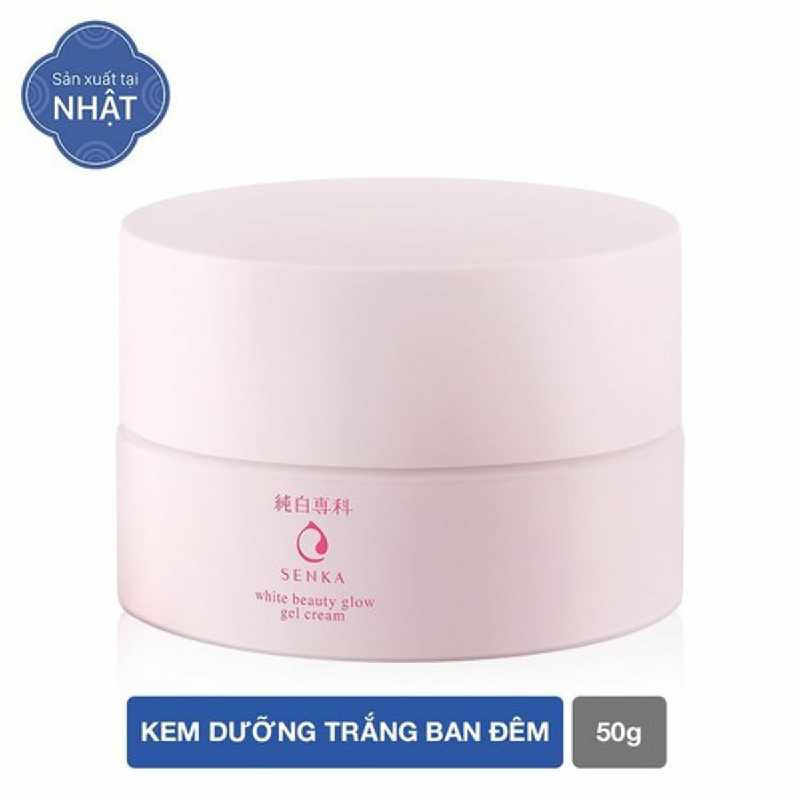 Sản xuất tại
NHẬT
純白専科
SENKA
white beauty glow
gel cream
KEM DƯỠNG TRẮNG BAN ĐÊM
50g